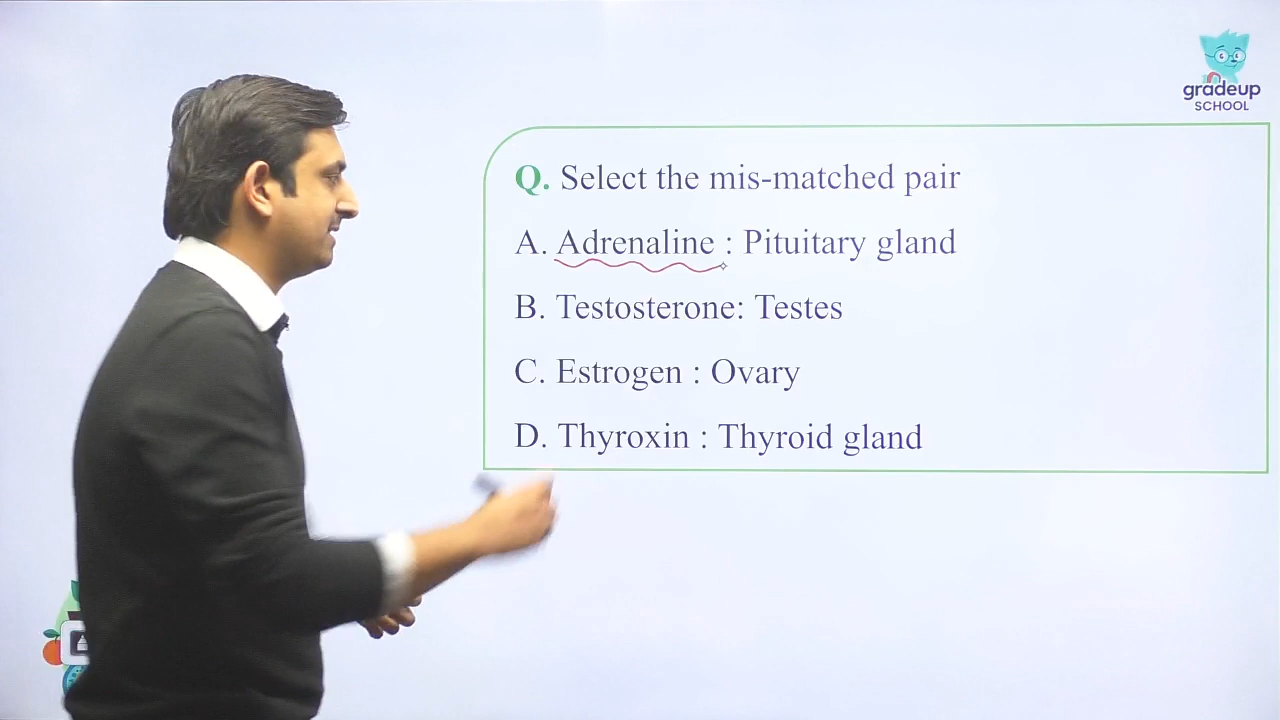 gradeup
SCHOOL
Q. Select the mis-matched pair
A. Adrenaline : Pituitary gland
B. Testosterone: Testes
C. Estrogen : Ovary
D. Thyroxin : Thyroid gland